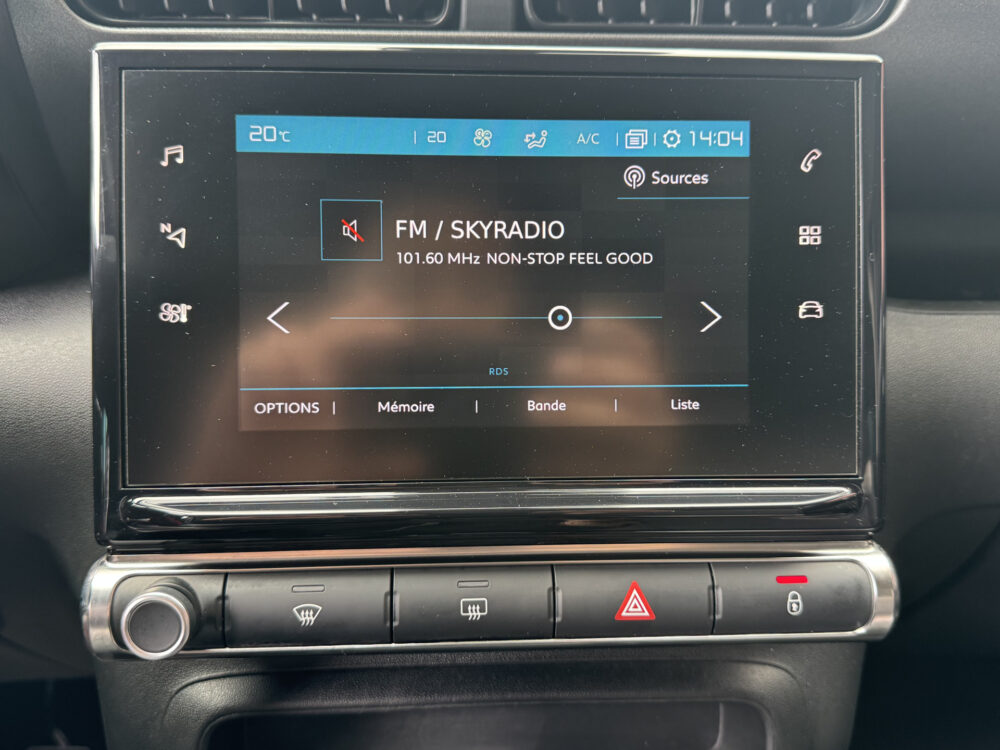 20°C | 20 A/C | | 14:04
Sources
FM / SKYRADIO
101.60 MHz NON-STOP FEEL GOOD
N
RDS
OPTIONS | Mémoire | Bande | Liste